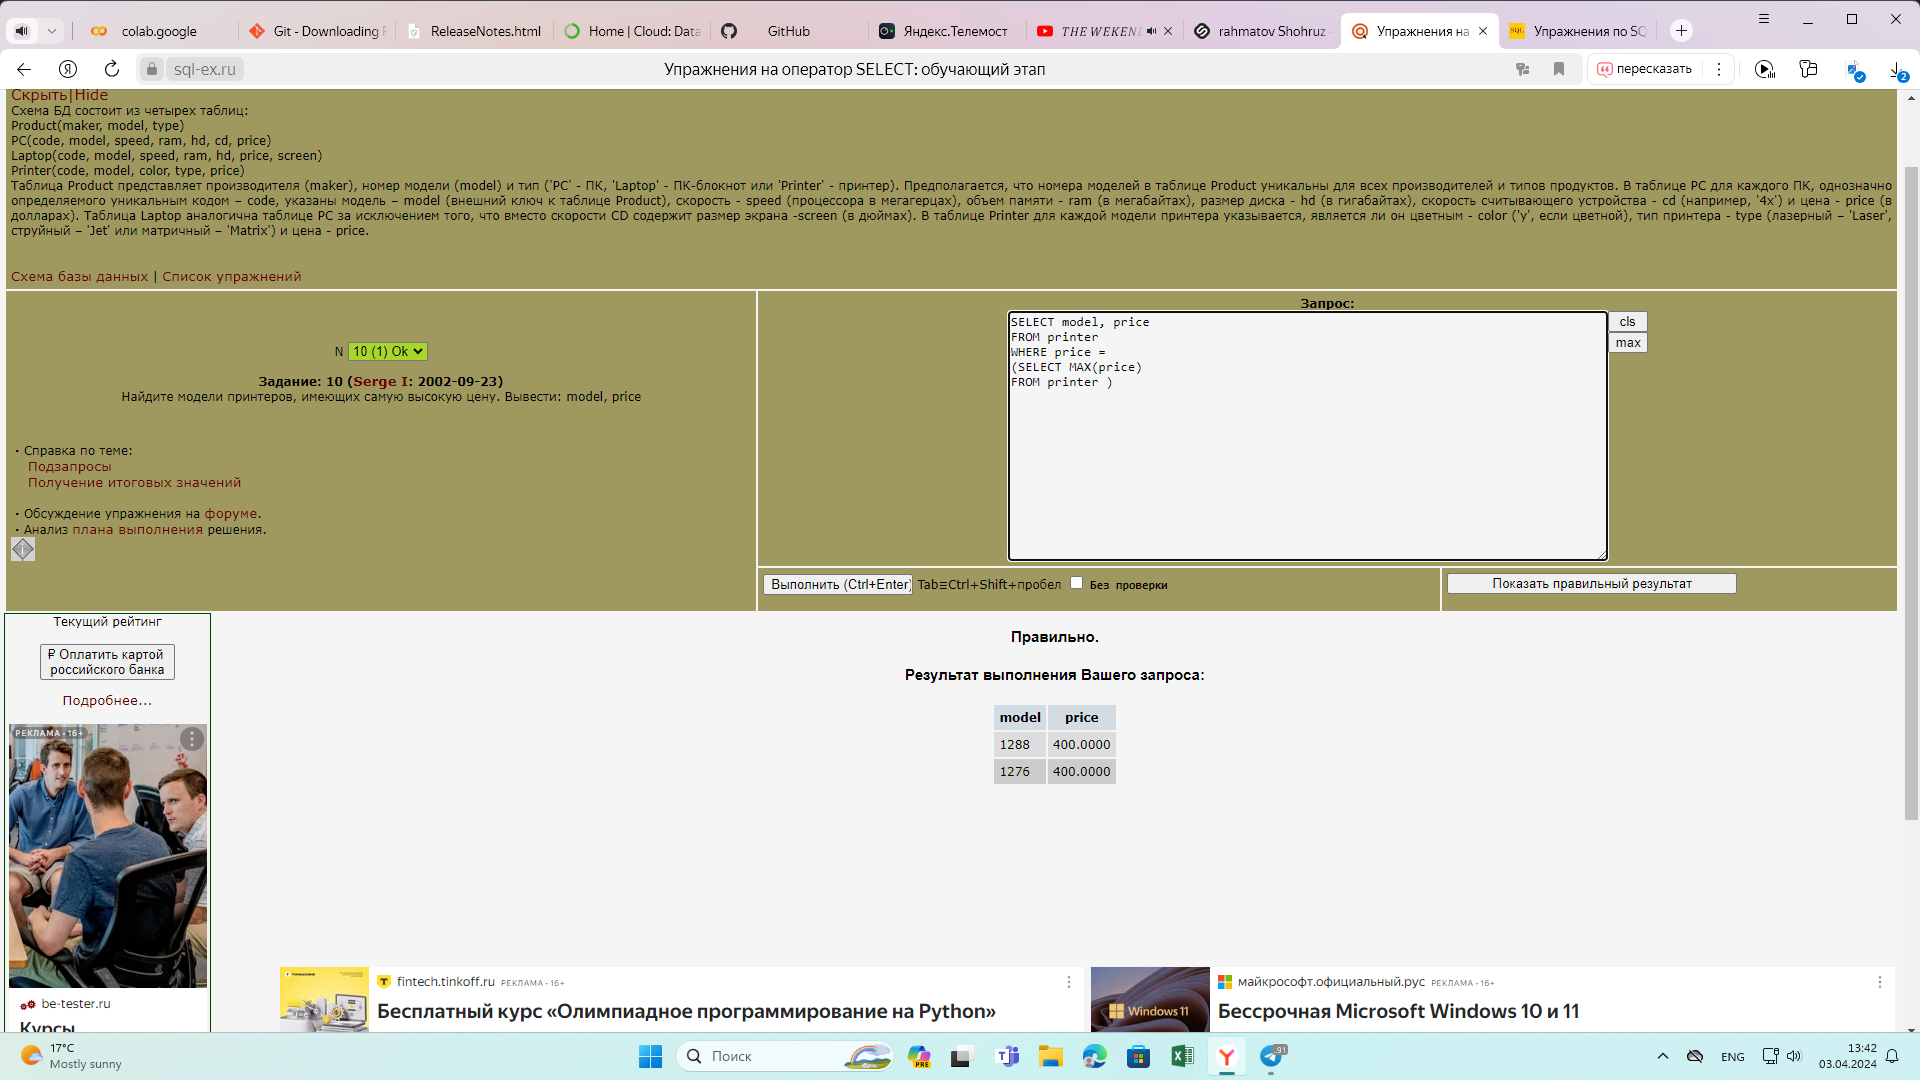 colab.google
Git - Downloading P
ReleaseNotes.html
Home | Cloud: Data
GitHub
Яндекс.Телемост
THE WEKEN
rahmatov Shohruz -
Упражнения на
Упражнения по SQ
sql-ex.ru
Упражнения на оператор SELECT: обучающий этап
пересказать
2
Скрыть|Hide
Схема БД состоит из четырех таблиц:
Product(maker, model, type)
PC(code, model, speed, ram, hd, cd, price)
Laptop(code, model, speed, ram, hd, price, screen)
Printer(code, model, color, type, price)
Таблица Product представляет производителя (maker), номер модели (model) и тип ('PC' - ПК, 'Laptop' - ПК-блокнот или 'Printer' - принтер). Предполагается, что номера моделей в таблице Product уникальны для всех производителей и типов продуктов. В таблице PC для каждого ПК, однозначно
определяемого уникальным кодом – code, указаны модель – model (внешний ключ к таблице Product), скорость - speed (процессора в мегагерцах), объем памяти - ram (в мегабайтах), размер диска - hd (в гигабайтах), скорость считывающего устройства - cd (например, '4x') и цена - price (в
долларах). Таблица Laptop аналогична таблице PC за исключением того, что вместо скорости CD содержит размер экрана -screen (в дюймах). В таблице Printer для каждой модели принтера указывается, является ли он цветным - color ('y', если цветной), тип принтера - type (лазерный – 'Laser',
струйный – 'Jet' или матричный – 'Matrix') и цена - price.
Схема базы данных | Список упражнений
N 10 (1) Ok
Задание: 10 (Serge I: 2002-09-23)
Найдите модели принтеров, имеющих самую высокую цену. Вывести: model, price
• Справка по теме:
Подзапросы
Получение итоговых значений
• Обсуждение упражнения на форуме.
• Анализ плана выполнения решения.
Запрос:
SELECT model, price
FROM printer
WHERE price =
(SELECT MAX(price)
FROM printer )
cls
max
Выполнить (Ctrl+Enter) Tab≡Ctrl+Shift+пробел Без проверки
Показать правильный результат
Текущий рейтинг
₽ Оплатить картой
российского банка
Подробнее...
РЕКЛАМА • 16+
be-tester.ru
Курсы
Правильно.
Результат выполнения Вашего запроса:
model price
1288 400.0000
1276 400.0000
fintech.tinkoff.ru РЕКЛАМА • 16+
Бесплатный курс «Олимпиадное программирование на Python»
Windows 11
майкрософт.официальный.рус РЕКЛАМА • 16+
Бессрочная Microsoft Windows 10 и 11
17°C
Mostly sunny
Поиск
PRE
91
ENG
13:42
03.04.2024